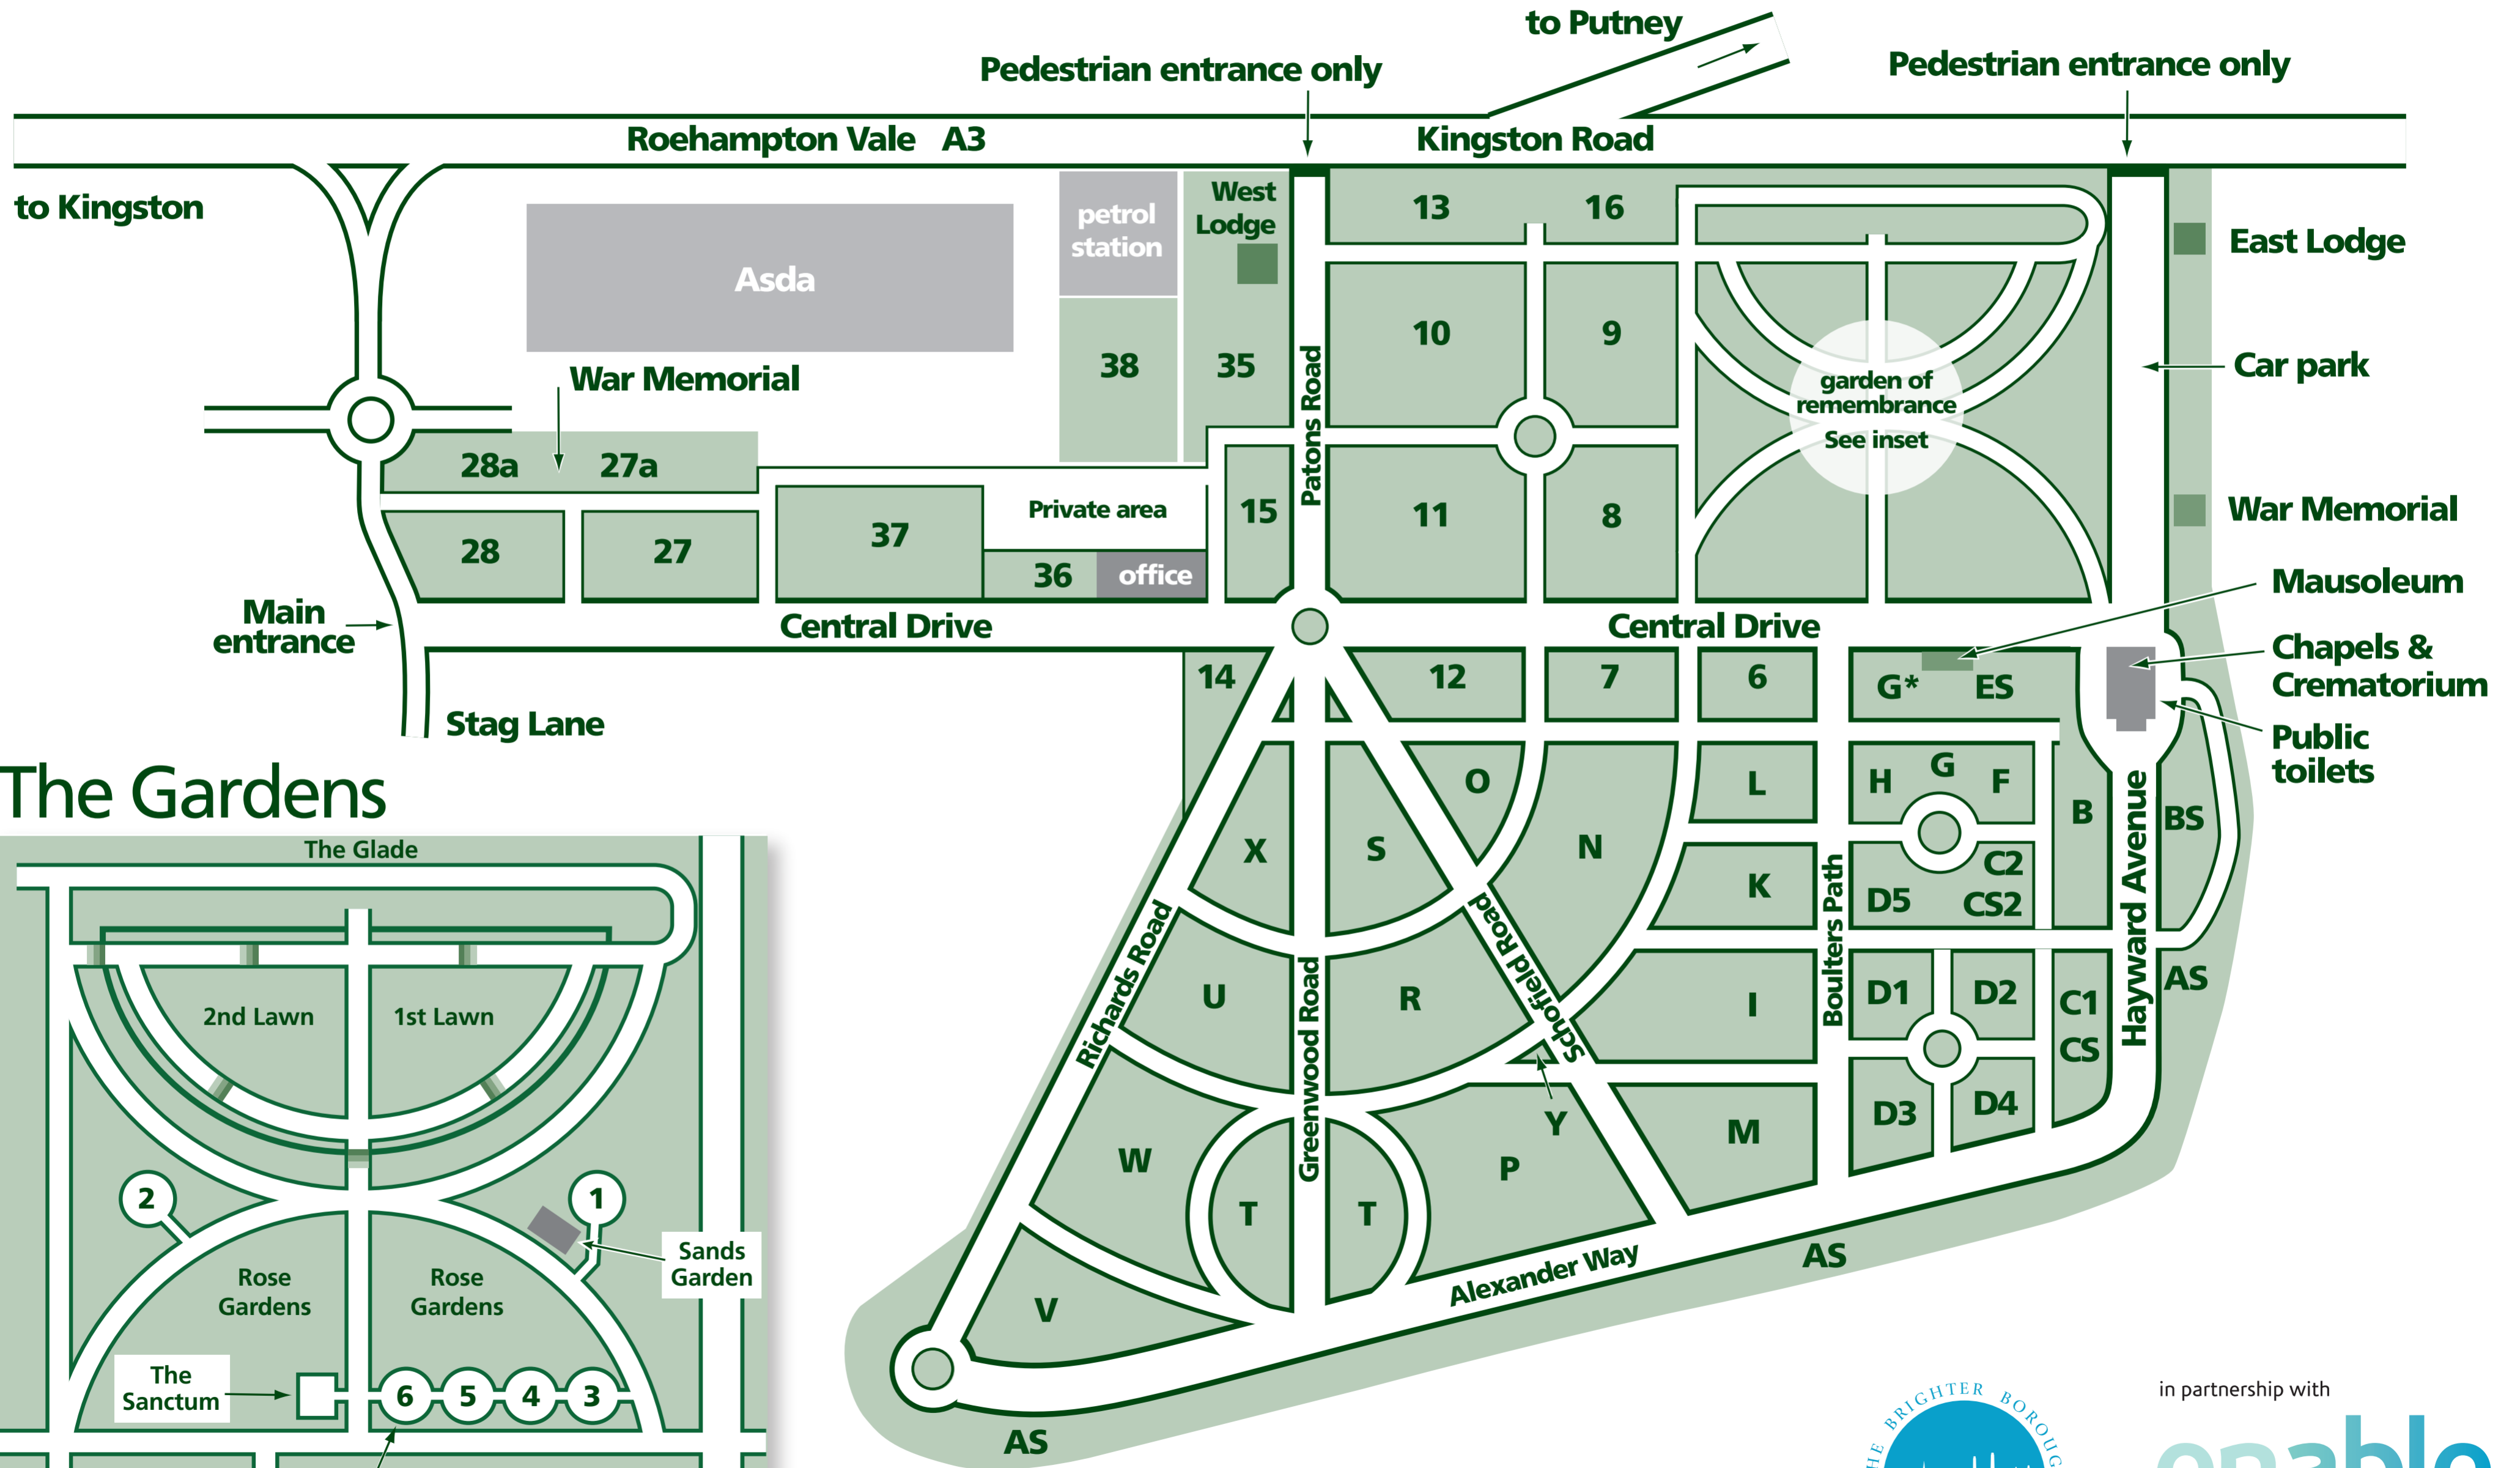 to Putney
Pedestrian entrance only
Pedestrian entrance only
Roehampton Vale A3
Kingston Road
to Kingston
West
Lodge
petrol
station
Asda
13
16
East Lodge
10
9
38
35
Patons Road
garden of
remembrance
See inset
Car park
War Memorial
28a
27a
Private area
15
11
8
War Memorial
28
27
37
36
office
Mausoleum
Main
entrance
Central Drive
Central Drive
Chapels &
Crematorium
14
12
7
6
G*
ES
Stag Lane
Public
toilets
The Gardens
O
L
H
G
F
B
BS
X
S
N
K
Boulters Path
C2
D5
CS2
Hayward Avenue
Richards Road
Schofield Road
U
Greenwood Road
R
I
D1
D2
C1
CS
AS
W
Y
M
D3
D4
T
T
P
V
Alexander Way
AS
AS
The Glade
2nd Lawn
1st Lawn
2
1
Sands
Garden
Rose
Gardens
Rose
Gardens
The
Sanctum
6
5
4
3
THE BRIGHTER BOROUGH
in partnership with
enable